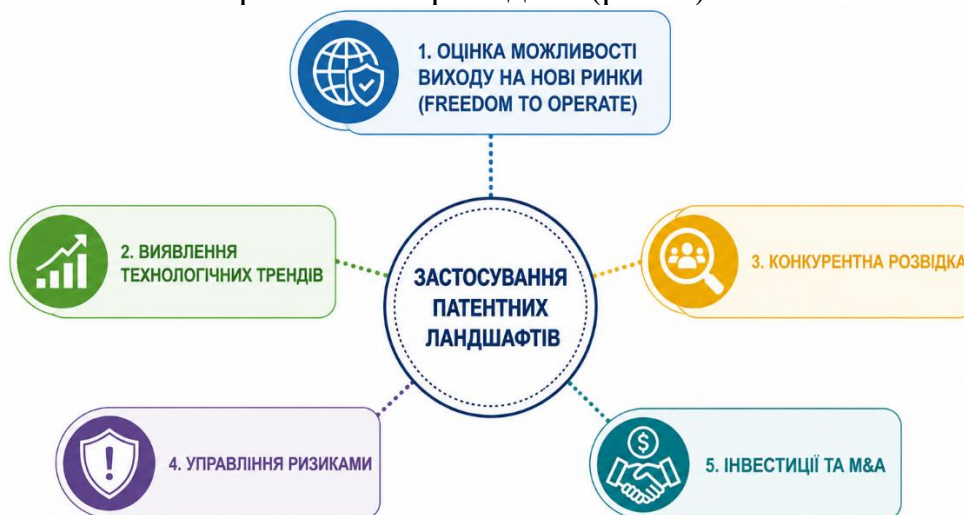 1. ОЦІНКА МОЖЛИВОСТІ
ВИХОДУ НА НОВІ РИНКИ
(FREEDOM TO OPERATE)
2. ВИЯВЛЕННЯ
ТЕХНОЛОГІЧНИХ ТРЕНДІВ
3. КОНКУРЕНТНА РОЗВІДКА
ЗАСТОСУВАННЯ
ПАТЕНТНИХ
ЛАНДШАФТІВ
4. УПРАВЛІННЯ РИЗИКАМИ
5. ІНВЕСТИЦІЇ ТА M&A
$